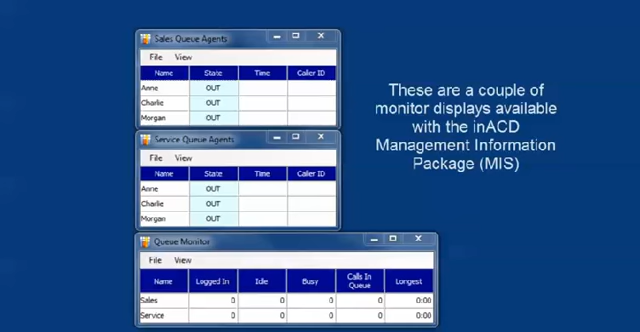 Sales Queue Agents
File View
Name State Time Caller ID
Anne OUT
Charlie OUT
Morgan OUT
Service Queue Agents
File View
Name State Time Caller ID
Anne OUT
Charlie OUT
Morgan OUT
Queue Monitor
File View
Name Logged In Idle Busy Calls In Queue Longest
Sales 0 0 0 0 0:00
Service 0 0 0 0 0:00
These are a couple of
monitor displays available
with the inACD
Management Information
Package (MIS)